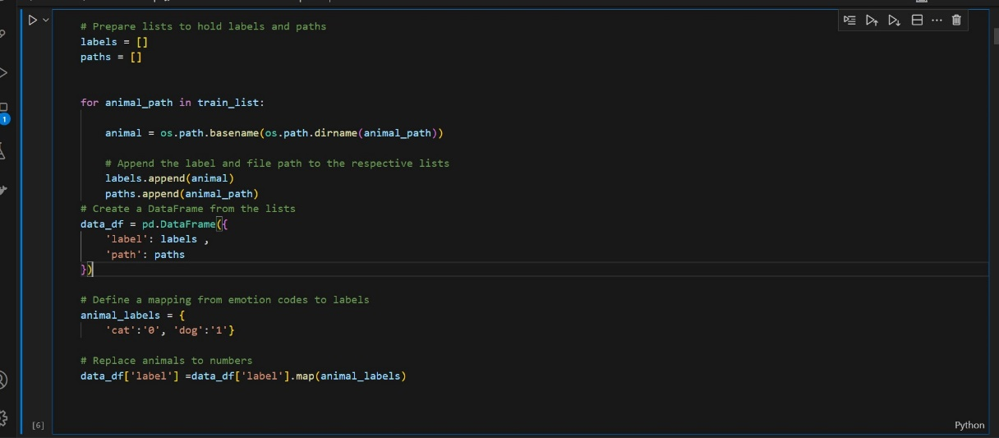 # Prepare lists to hold labels and paths
labels = []
paths = []
for animal_path in train_list:
animal = os.path.basename(os.path.dirname(animal_path))
# Append the label and file path to the respective lists
labels.append(animal)
paths.append(animal_path)
# Create a DataFrame from the lists
data_df = pd.DataFrame({
'label': labels ,
'path': paths
})
# Define a mapping from emotion codes to labels
animal_labels = {
'cat':'0', 'dog':'1'}
# Replace animals to numbers
data_df['label'] =data_df['label'].map(animal_labels)
1
[6]
Python